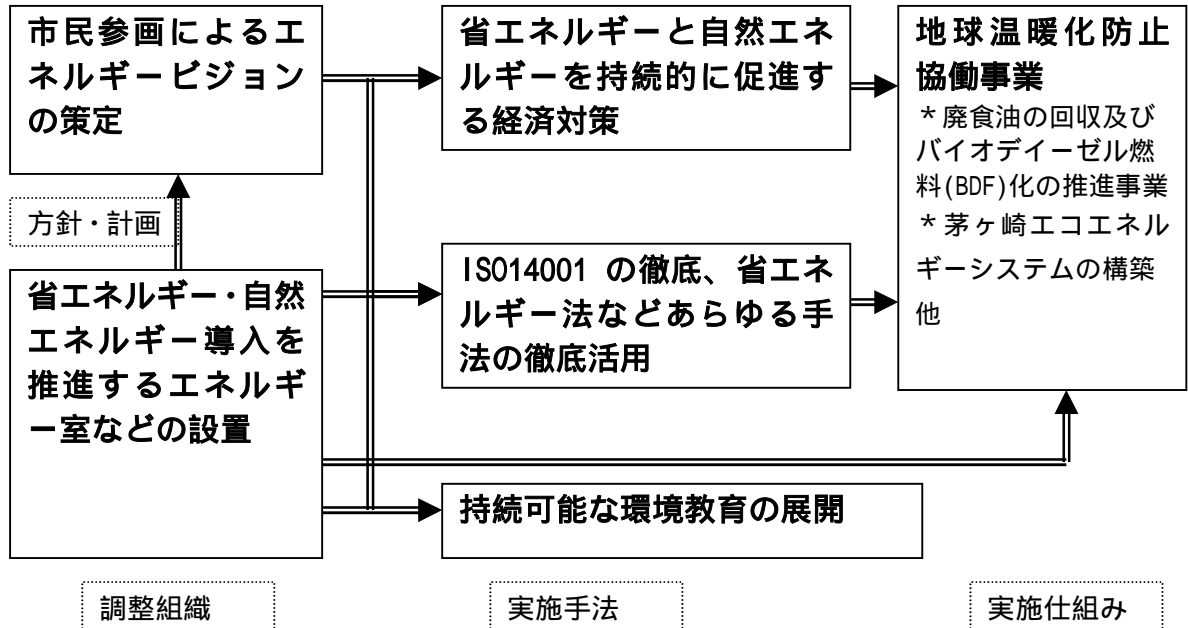 市民参画によるエ
ネルギービジョン
の策定
方針・計画
省エネルギー・自然
エネルギー導入を
推進するエネルギ
ー室などの設置
調整組織
省エネルギーと自然エネ
ルギーを持続的に促進す
る経済対策
ISO14001 の徹底、省エネ
ルギー法などあらゆる手
法の徹底活用
持続可能な環境教育の展開
実施手法
地球温暖化防止
協働事業
*廃食油の回収及び
バイオデイーゼル燃
料(BDF)化の推進事業
*茅ヶ崎エコエネル
ギーシステムの構築
他
実施仕組み